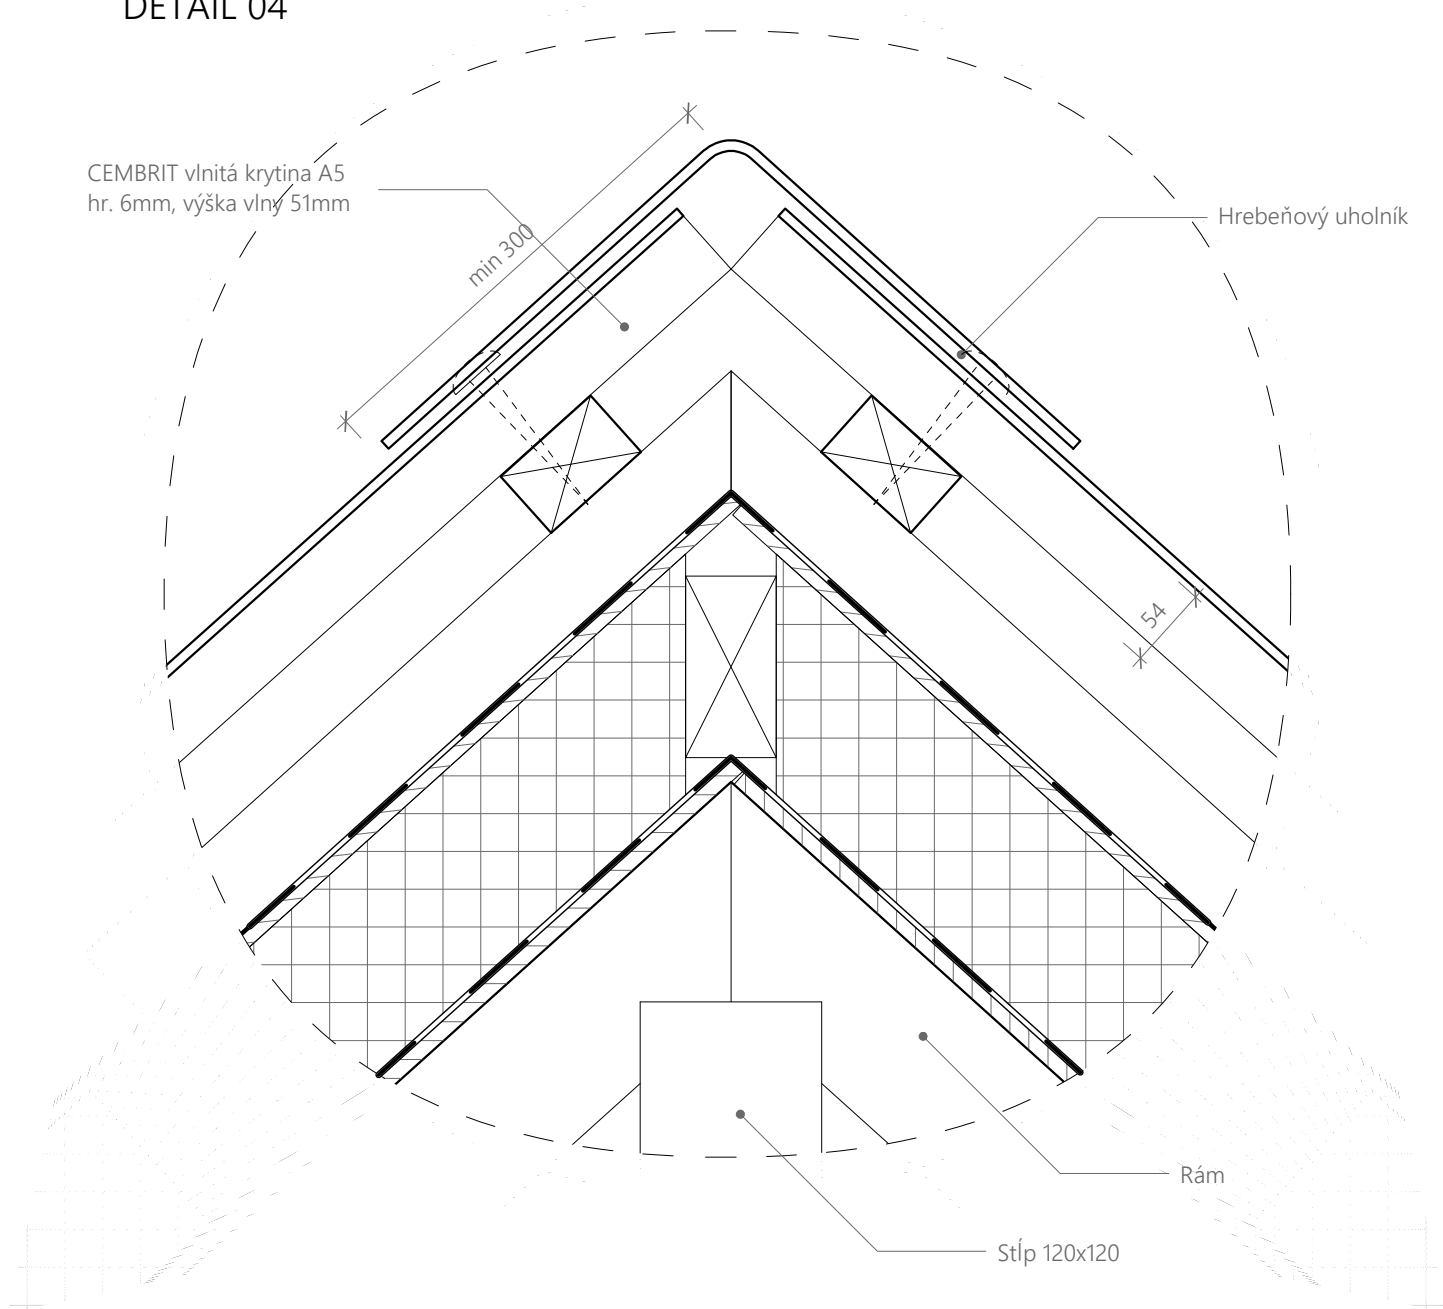 DETAIL 04
CEMBRIT vlnitá krytina A5
hr. 6mm, výška vlny 51mm
min 300
Hrebeňový uholník
54
Rám
Stĺp 120x120